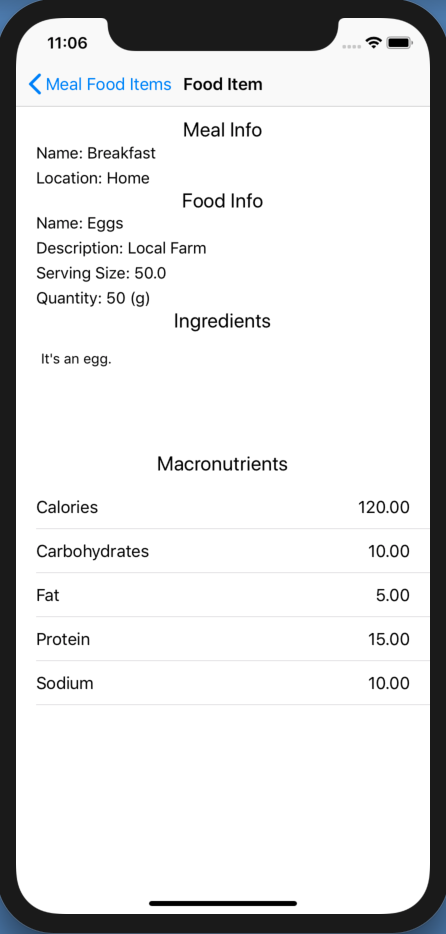 11:06
Meal Food Items Food Item
Meal Info
Name: Breakfast
Location: Home
Food Info
Name: Eggs
Description: Local Farm
Serving Size: 50.0
Quantity: 50 (g)
Ingredients
It's an egg.
Macronutrients
Calories 120.00
Carbohydrates 10.00
Fat 5.00
Protein 15.00
Sodium 10.00